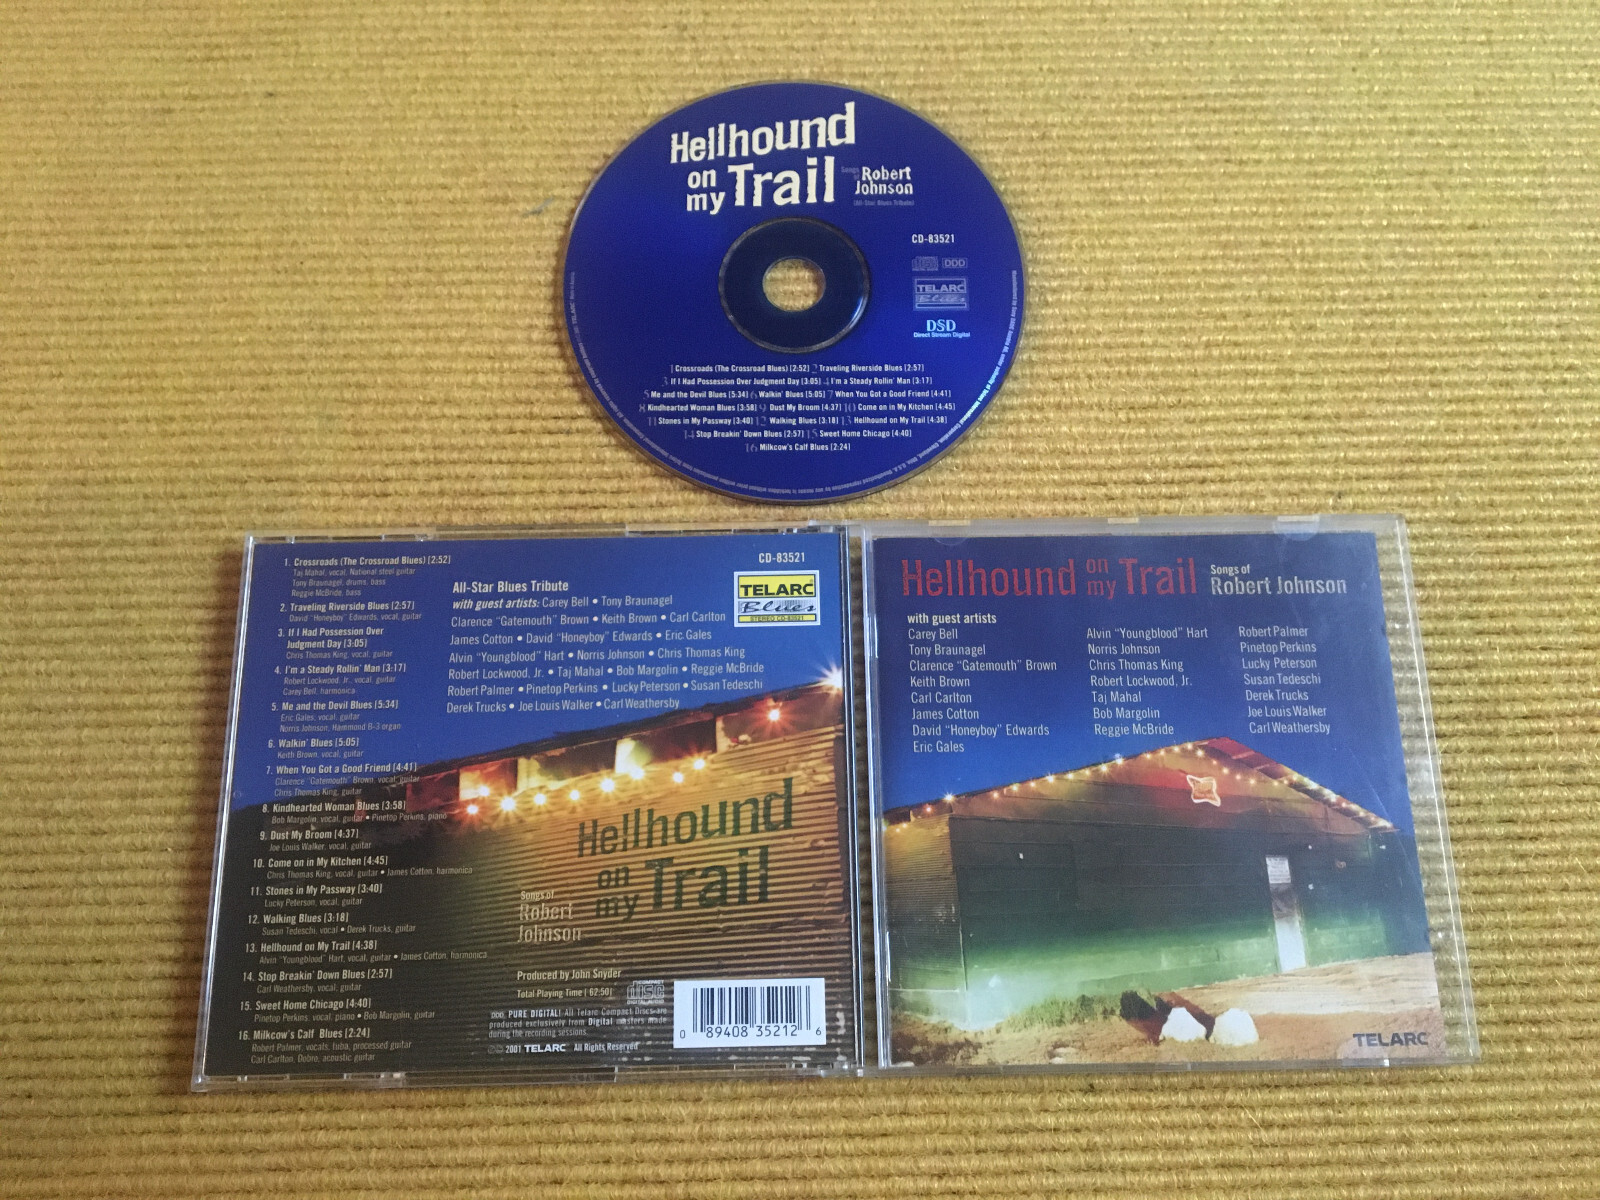 Hellhound
on
my Trail
Songs of
Robert
Johnson
(All-Star Blues Tribute)
CD-83521
DDD
TELARC
Blues
DSD
Direct Stream Digital
1 Crossroads (The Crossroad Blues) [2:52] 2 Traveling Riverside Blues [2:57]
3 If I Had Possession Over Judgment Day [3:05] 4 I'm a Steady Rollin' Man [3:17]
5 Me and the Devil Blues [5:34] 6 Walkin' Blues [5:05] 7 When You Got a Good Friend [4:41]
8 Kindhearted Woman Blues [3:58] 9 Dust My Broom [4:37] 10 Come on in My Kitchen [4:45]
11 Stones in My Passway [3:40] 12 Walking Blues [3:18] 13 Hellhound on My Trail [4:38]
14 Stop Breakin' Down Blues [2:57] 15 Sweet Home Chicago [4:40]
16 Milkcow's Calf Blues [2:24]
1. Crossroads (The Crossroad Blues) [2:52]
Taj Mahal, vocal, National steel guitar
Tony Braunagel, drums, bass
Reggie McBride, bass
2. Traveling Riverside Blues [2:57]
David "Honeyboy" Edwards, vocal, guitar
3. If I Had Possession Over
Judgment Day [3:05]
Chris Thomas King, vocal, guitar
4. I'm a Steady Rollin' Man [3:17]
Robert Lockwood, Jr., vocal, guitar
Carey Bell, harmonica
5. Me and the Devil Blues [5:34]
Eric Gales, vocal, guitar
Norris Johnson, Hammond B-3 organ
6. Walkin' Blues [5:05]
Keith Brown, vocal, guitar
7. When You Got a Good Friend [4:41]
Clarence "Gatemouth" Brown, vocal, guitar
Chris Thomas King, guitar
8. Kindhearted Woman Blues [3:58]
Bob Margolin, vocal, guitar • Pinetop Perkins, piano
9. Dust My Broom [4:37]
Joe Louis Walker, vocal, guitar
10. Come on in My Kitchen [4:45]
Chris Thomas King, vocal, guitar • James Cotton, harmonica
11. Stones in My Passway [3:40]
Lucky Peterson, vocal, guitar
12. Walking Blues [3:18]
Susan Tedeschi, vocal • Derek Trucks, guitar
13. Hellhound on My Trail [4:38]
Alvin "Youngblood" Hart, vocal, guitar • James Cotton, harmonica
14. Stop Breakin' Down Blues [2:57]
Carl Weathersby, vocal, guitar
15. Sweet Home Chicago [4:40]
Pinetop Perkins, vocal, piano • Bob Margolin, guitar
16. Milkcow's Calf Blues [2:24]
Robert Palmer, vocals, tuba, processed guitar
Carl Carlton, Dobro, acoustic guitar
CD-83521
TELARC
Blues
STEREO CD-83521
All-Star Blues Tribute
with guest artists: Carey Bell • Tony Braunagel
Clarence "Gatemouth" Brown • Keith Brown • Carl Carlton
James Cotton • David "Honeyboy" Edwards • Eric Gales
Alvin "Youngblood" Hart • Norris Johnson • Chris Thomas King
Robert Lockwood, Jr. • Taj Mahal • Bob Margolin • Reggie McBride
Robert Palmer • Pinetop Perkins • Lucky Peterson • Susan Tedeschi
Derek Trucks • Joe Louis Walker • Carl Weathersby
Hellhound
on
my Trail
Songs of
Robert
Johnson
Produced by John Snyder
Total Playing Time [62:50]
COMPACT
disc
DIGITAL AUDIO
DDD PURE DIGITAL! All Telarc Compact Discs are
produced exclusively from Digital masters made
during the recording sessions.
2001 TELARC All Rights Reserved
0 89408 35212 6
Hellhound on my Trail Songs of
Robert Johnson
with guest artists
Carey Bell
Tony Braunagel
Clarence "Gatemouth" Brown
Keith Brown
Carl Carlton
James Cotton
David "Honeyboy" Edwards
Eric Gales
Alvin "Youngblood" Hart
Norris Johnson
Chris Thomas King
Robert Lockwood, Jr.
Taj Mahal
Bob Margolin
Reggie McBride
Robert Palmer
Pinetop Perkins
Lucky Peterson
Susan Tedeschi
Derek Trucks
Joe Louis Walker
Carl Weathersby
TELARC